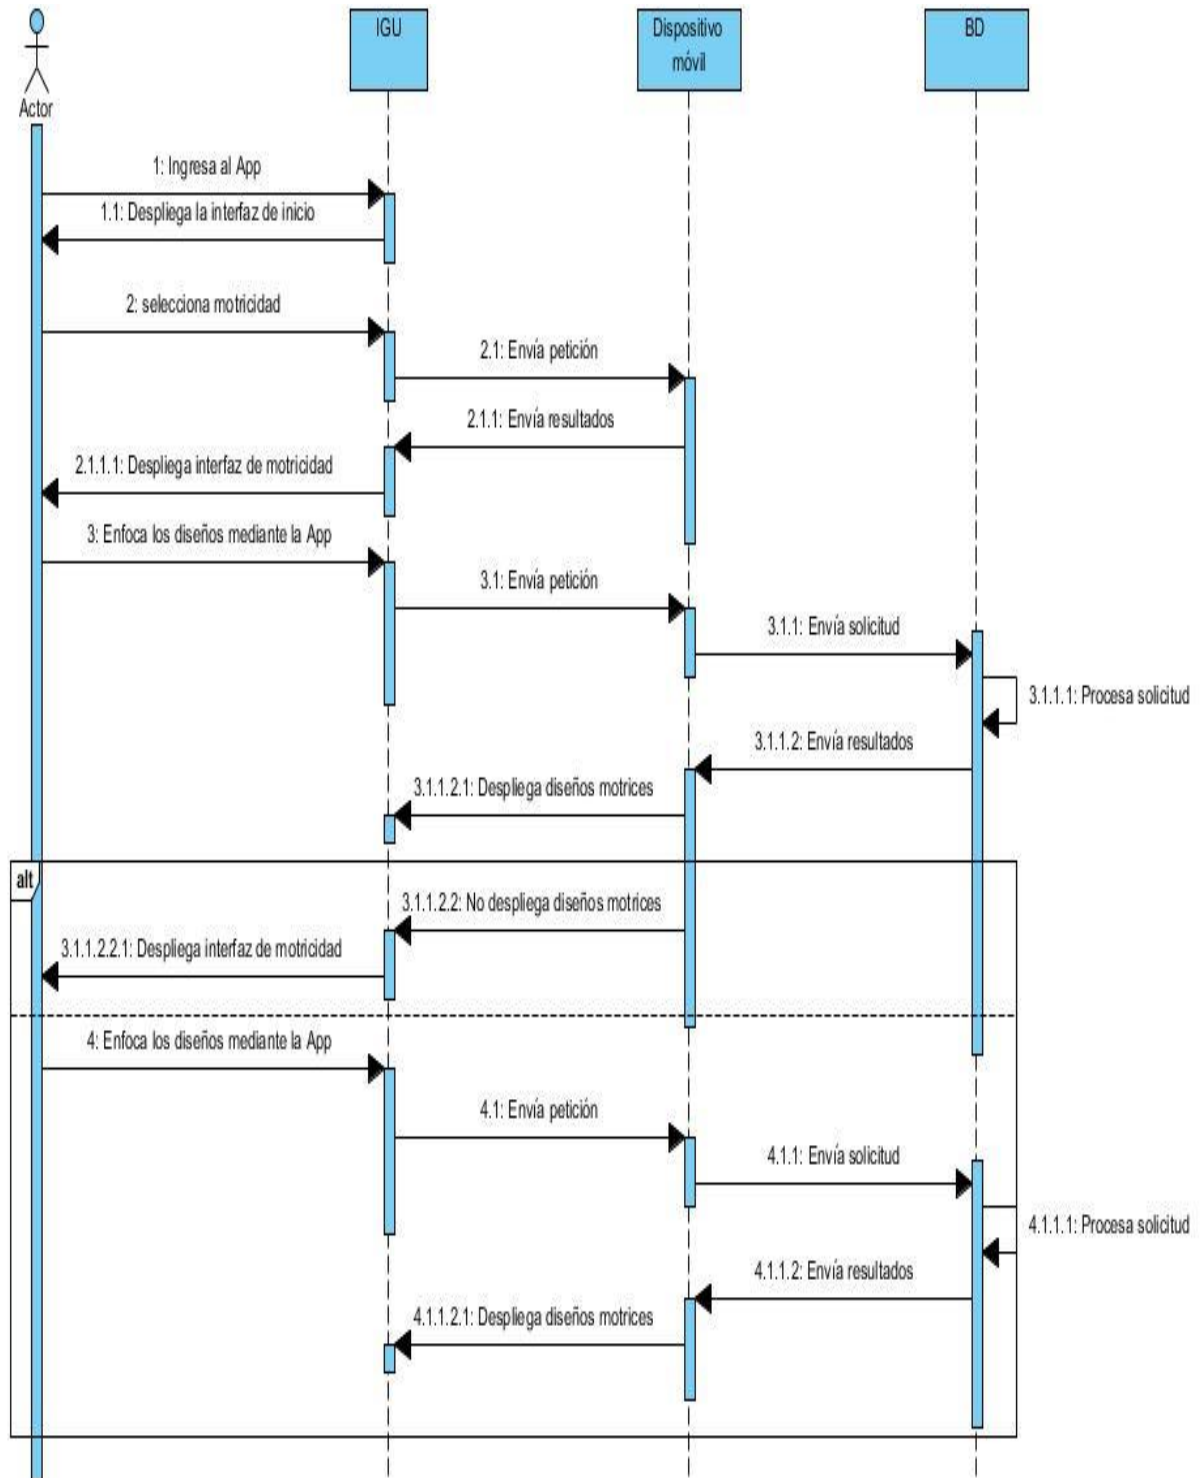 Actor
IGU
Dispositivo
móvil
BD
1: Ingresa al App
1.1: Despliega la interfaz de inicio
2: selecciona motricidad
2.1: Envía petición
2.1.1: Envía resultados
2.1.1.1: Despliega interfaz de motricidad
3: Enfoca los diseños mediante la App
3.1: Envía petición
3.1.1: Envía solicitud
3.1.1.1: Procesa solicitud
3.1.1.2: Envía resultados
3.1.1.2.1: Despliega diseños motrices
alt
3.1.1.2.2: No despliega diseños motrices
3.1.1.2.2.1: Despliega interfaz de motricidad
4: Enfoca los diseños mediante la App
4.1: Envía petición
4.1.1: Envía solicitud
4.1.1.1: Procesa solicitud
4.1.1.2: Envía resultados
4.1.1.2.1: Despliega diseños motrices